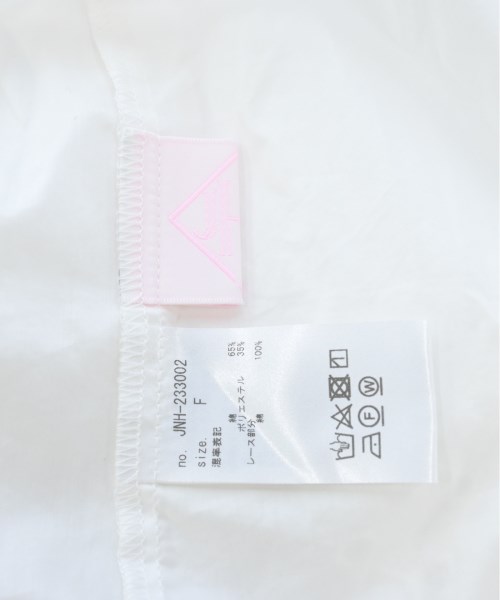 no. JNH-233002
size. F
混率表記
綿 65%
ポリエステル 35%
レース部分 綿 100%
F W